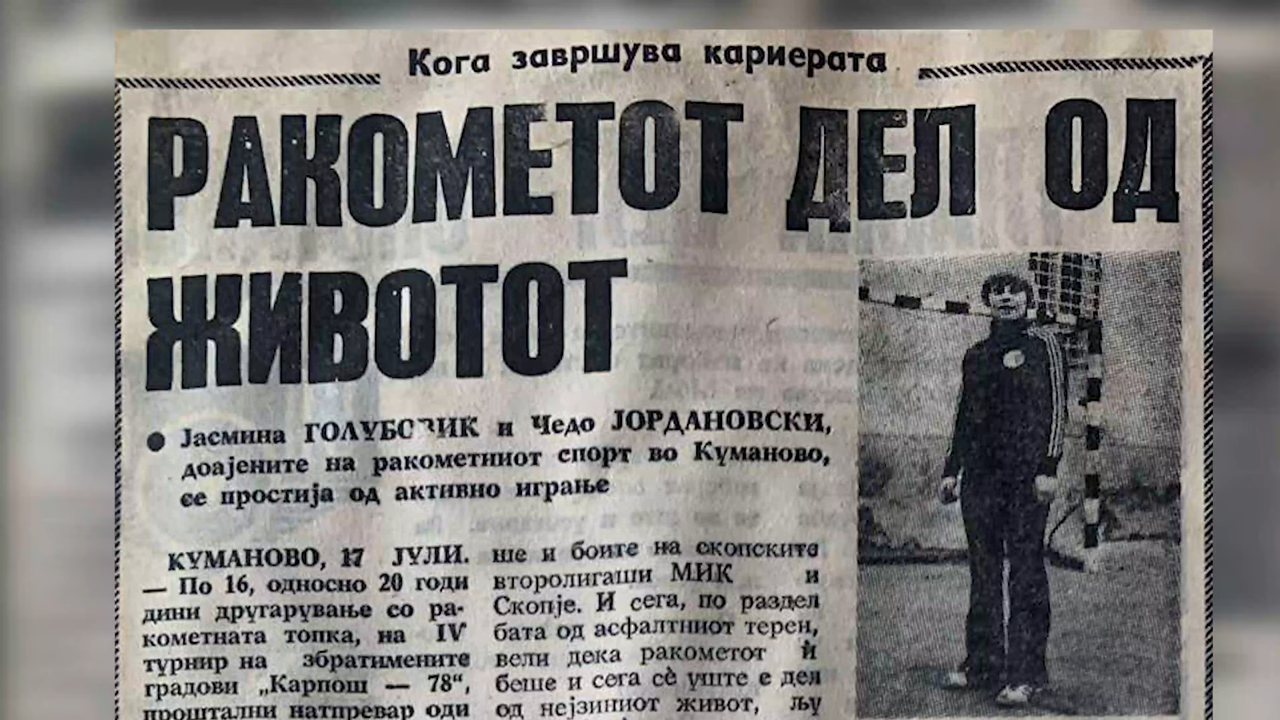 Кога завршува кариерата
РАКОМЕТОТ ДЕЛ ОД
ЖИВОТОТ
● Јасмина ГОЛУБОВИК и Чедо ЈОРДАНОВСКИ,
доајените на ракометниот спорт во Куманово,
се простија од активно играње
КУМАНОВО, 17 ЈУЛИ.
— По 16, односно 20 годи
дини другарување со ра-
кометната топка, на IV
турнир на збратимените
градови „Карпош — 78“,
проштални натпревар оди
ше и боите на скопските
второлигаши МИК и
Скопје. И сега, по раздел
бата од асфалтниот терен,
вели дека ракометот ѝ
беше и сега сѐ уште е дел
од нејзиниот живот, љу